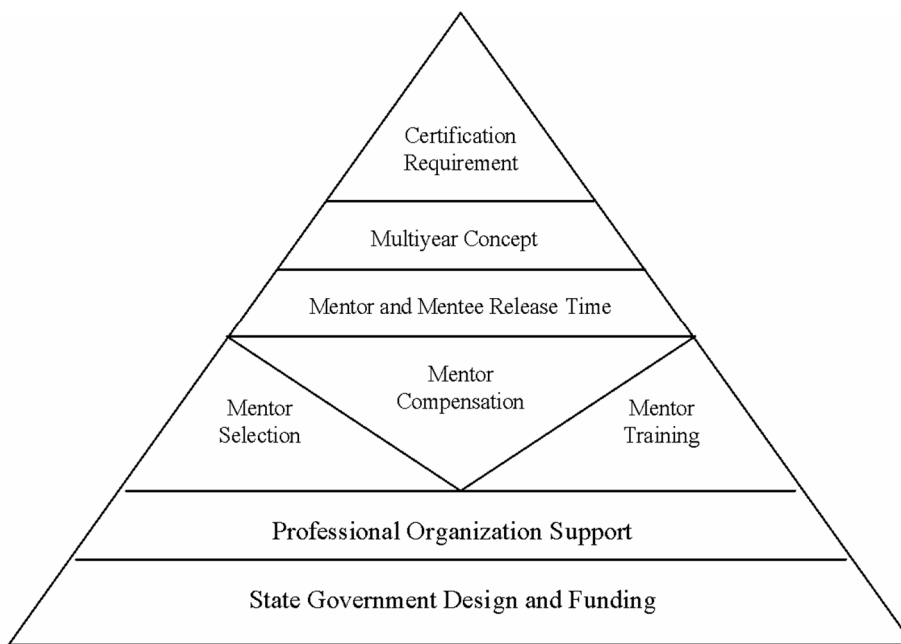 Certification
Requirement
Multiyear Concept
Mentor and Mentee Release Time
Mentor
Compensation
Mentor
Selection
Mentor
Training
Professional Organization Support
State Government Design and Funding